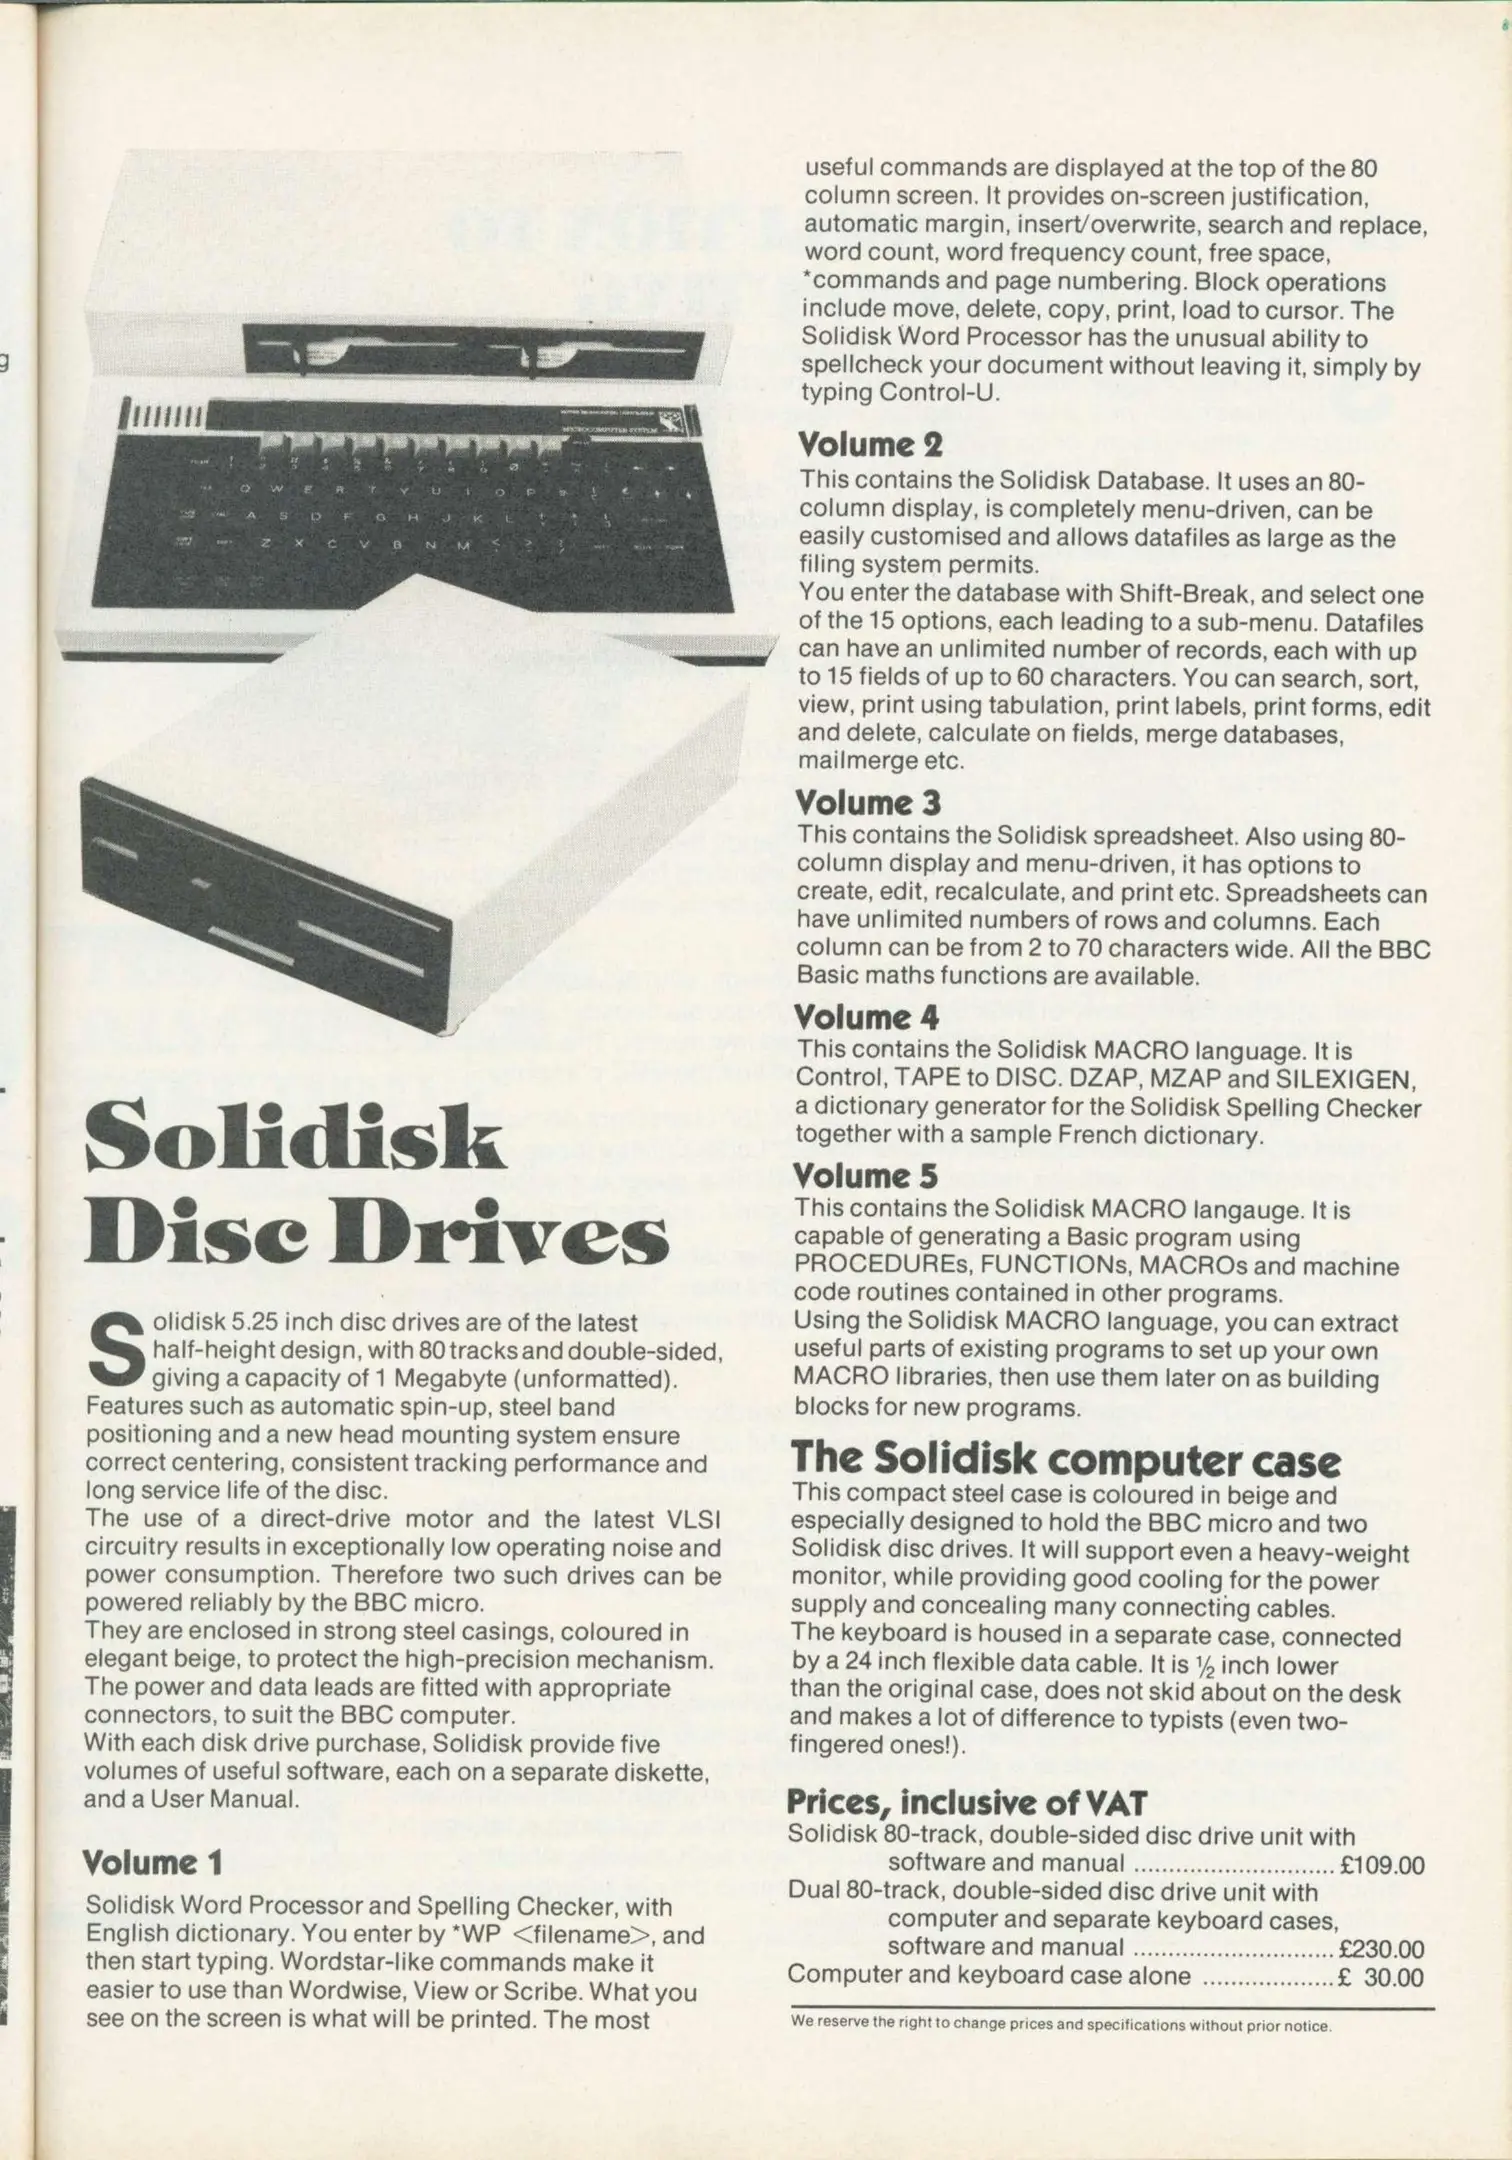 Solidisk
Disc Drives
Solidisk 5.25 inch disc drives are of the latest
half-height design, with 80 tracks and double-sided,
giving a capacity of 1 Megabyte (unformatted).
Features such as automatic spin-up, steel band
positioning and a new head mounting system ensure
correct centering, consistent tracking performance and
long service life of the disc.
The use of a direct-drive motor and the latest VLSI
circuitry results in exceptionally low operating noise and
power consumption. Therefore two such drives can be
powered reliably by the BBC micro.
They are enclosed in strong steel casings, coloured in
elegant beige, to protect the high-precision mechanism.
The power and data leads are fitted with appropriate
connectors, to suit the BBC computer.
With each disk drive purchase, Solidisk provide five
volumes of useful software, each on a separate diskette,
and a User Manual.
Volume 1
Solidisk Word Processor and Spelling Checker, with
English dictionary. You enter by *WP <filename>, and
then start typing. Wordstar-like commands make it
easier to use than Wordwise, View or Scribe. What you
see on the screen is what will be printed. The most
useful commands are displayed at the top of the 80
column screen. It provides on-screen justification,
automatic margin, insert/overwrite, search and replace,
word count, word frequency count, free space,
*commands and page numbering. Block operations
include move, delete, copy, print, load to cursor. The
Solidisk Word Processor has the unusual ability to
spellcheck your document without leaving it, simply by
typing Control-U.
Volume 2
This contains the Solidisk Database. It uses an 80-
column display, is completely menu-driven, can be
easily customised and allows datafiles as large as the
filing system permits.
You enter the database with Shift-Break, and select one
of the 15 options, each leading to a sub-menu. Datafiles
can have an unlimited number of records, each with up
to 15 fields of up to 60 characters. You can search, sort,
view, print using tabulation, print labels, print forms, edit
and delete, calculate on fields, merge databases,
mailmerge etc.
Volume 3
This contains the Solidisk spreadsheet. Also using 80-
column display and menu-driven, it has options to
create, edit, recalculate, and print etc. Spreadsheets can
have unlimited numbers of rows and columns. Each
column can be from 2 to 70 characters wide. All the BBC
Basic maths functions are available.
Volume 4
This contains the Solidisk MACRO language. It is
Control, TAPE to DISC. DZAP, MZAP and SILEXIGEN,
a dictionary generator for the Solidisk Spelling Checker
together with a sample French dictionary.
Volume 5
This contains the Solidisk MACRO langauge. It is
capable of generating a Basic program using
PROCEDUREs, FUNCTIONs, MACROs and machine
code routines contained in other programs.
Using the Solidisk MACRO language, you can extract
useful parts of existing programs to set up your own
MACRO libraries, then use them later on as building
blocks for new programs.
The Solidisk computer case
This compact steel case is coloured in beige and
especially designed to hold the BBC micro and two
Solidisk disc drives. It will support even a heavy-weight
monitor, while providing good cooling for the power
supply and concealing many connecting cables.
The keyboard is housed in a separate case, connected
by a 24 inch flexible data cable. It is ½ inch lower
than the original case, does not skid about on the desk
and makes a lot of difference to typists (even two-
fingered ones!).
Prices, inclusive of VAT
Solidisk 80-track, double-sided disc drive unit with
software and manual ............................. £109.00
Dual 80-track, double-sided disc drive unit with
computer and separate keyboard cases,
software and manual ............................. £230.00
Computer and keyboard case alone ................... £ 30.00
We reserve the right to change prices and specifications without prior notice.